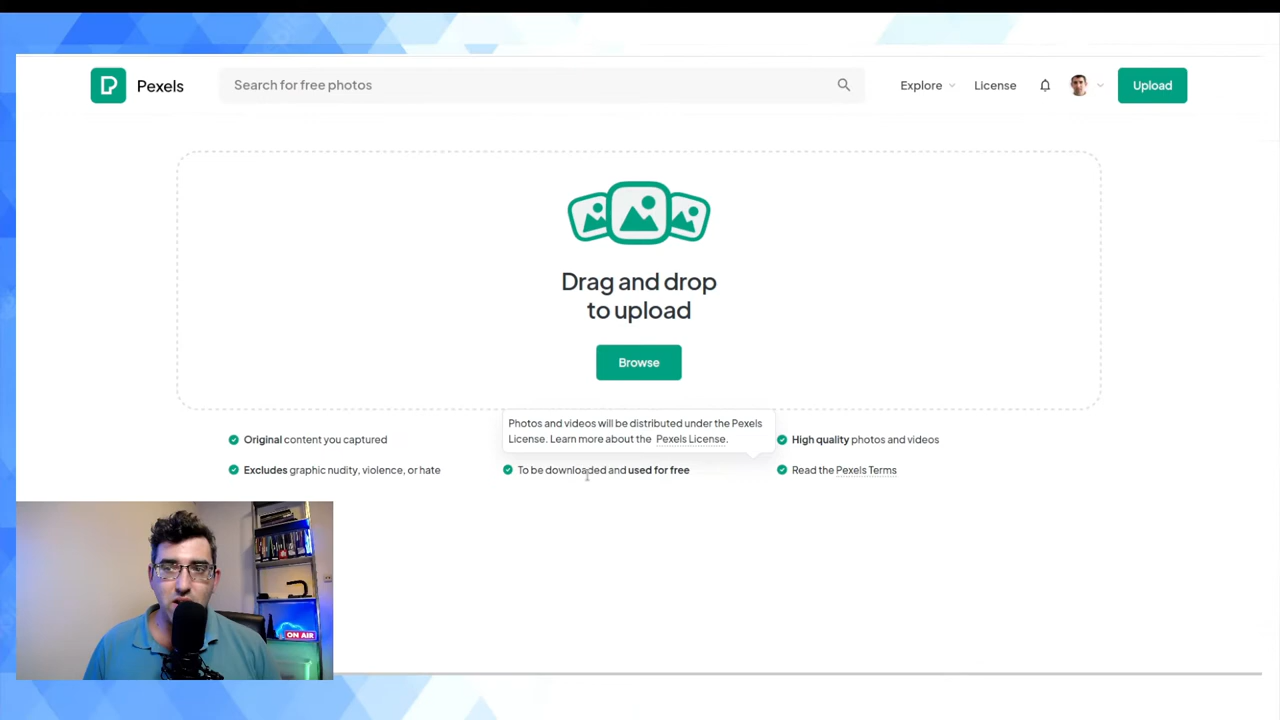 Pexels
Search for free photos
Explore
License
Upload
Drag and drop
to upload
Browse
Photos and videos will be distributed under the Pexels
License. Learn more about the Pexels License.
Original content you captured
High quality photos and videos
Excludes graphic nudity, violence, or hate
To be downloaded and used for free
Read the Pexels Terms
ON AIR